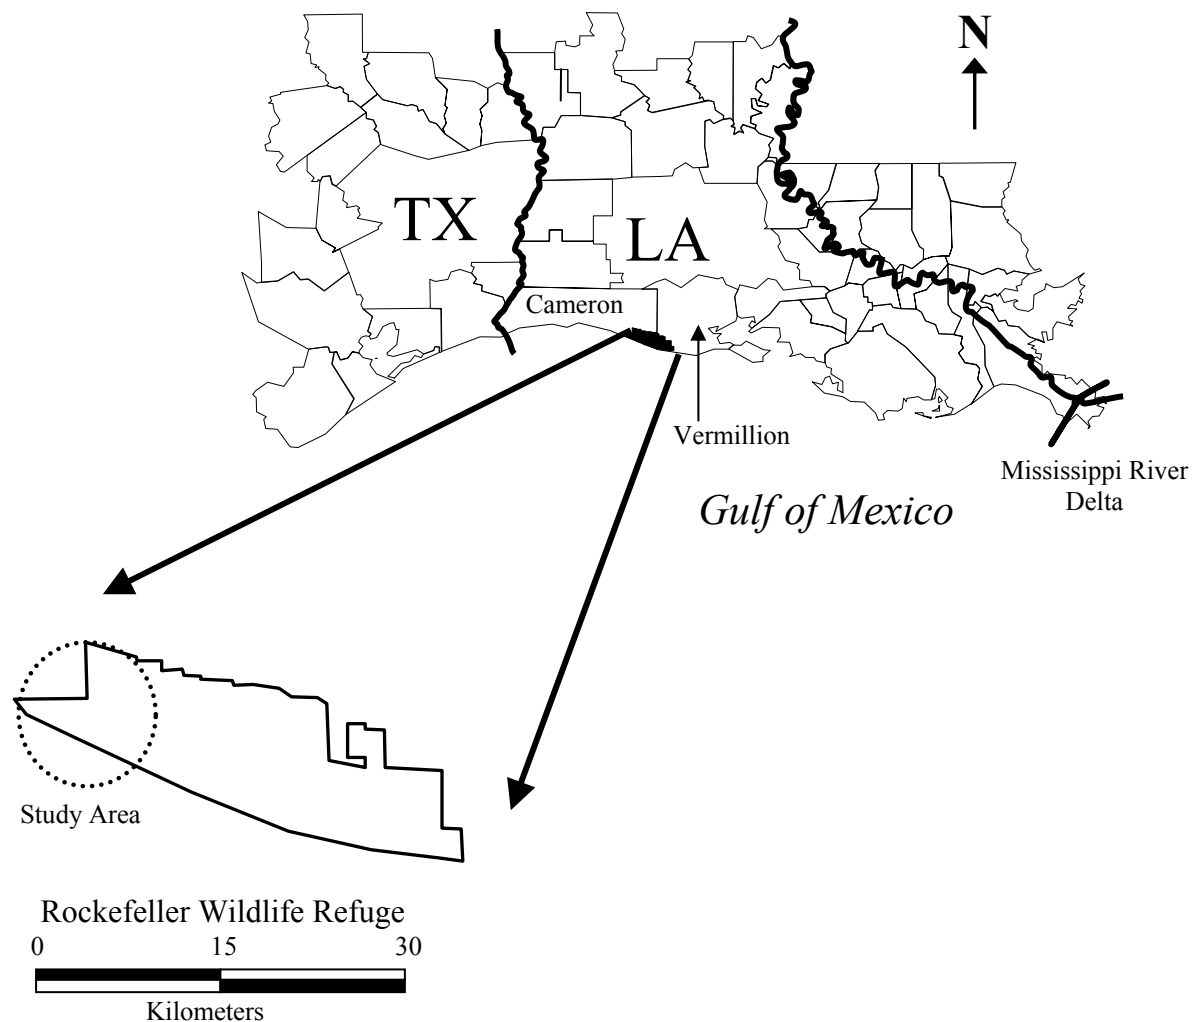 N
TX
LA
Cameron
Vermillion
Mississippi River
Delta
Gulf of Mexico
Study Area
Rockefeller Wildlife Refuge
0 15 30
Kilometers